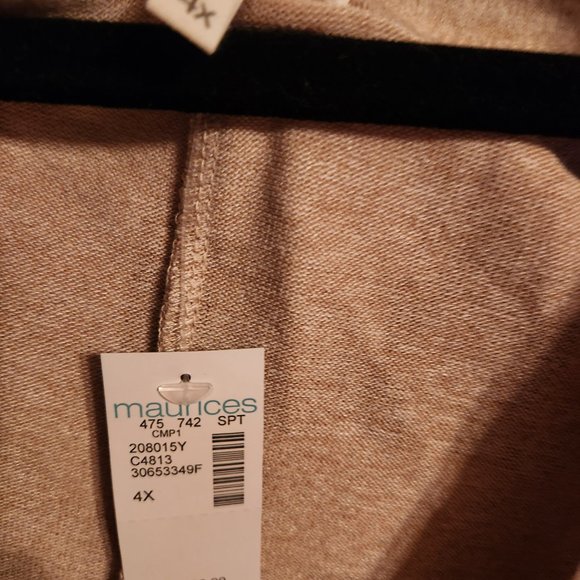 4X
maurices
475 742 SPT
CMP1
208015Y
C4813
30653349F
4X